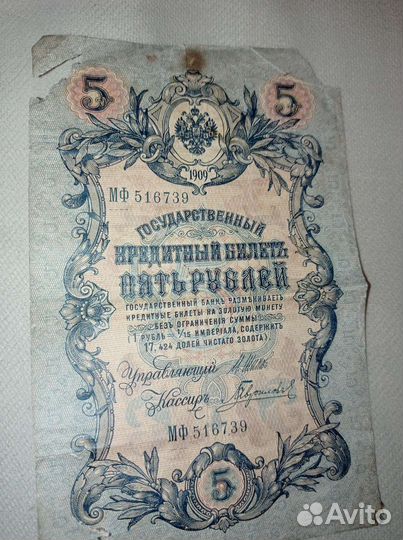 5 5
1909
МФ 516739
ГОСУДАРСТВЕННЫЙ
КРЕДИТНЫЙ БИЛЕТЪ
ПЯТЬ РУБЛЕЙ
ГОСУДАРСТВЕННЫЙ БАНКЪ РАЗМѢНИВАЕТЪ
КРЕДИТНЫЕ БИЛЕТЫ НА ЗОЛОТУЮ МОНЕТУ
БЕЗЪ ОГРАНИЧЕНІЯ СУММЫ
(1 РУБЛЬ = 1/15 ИМПЕРІАЛА, СОДЕРЖИТЪ
17,424 ДОЛЕЙ ЧИСТАГО ЗОЛОТА)
Управляющій
Кассиръ
МФ 516739
5
Avito